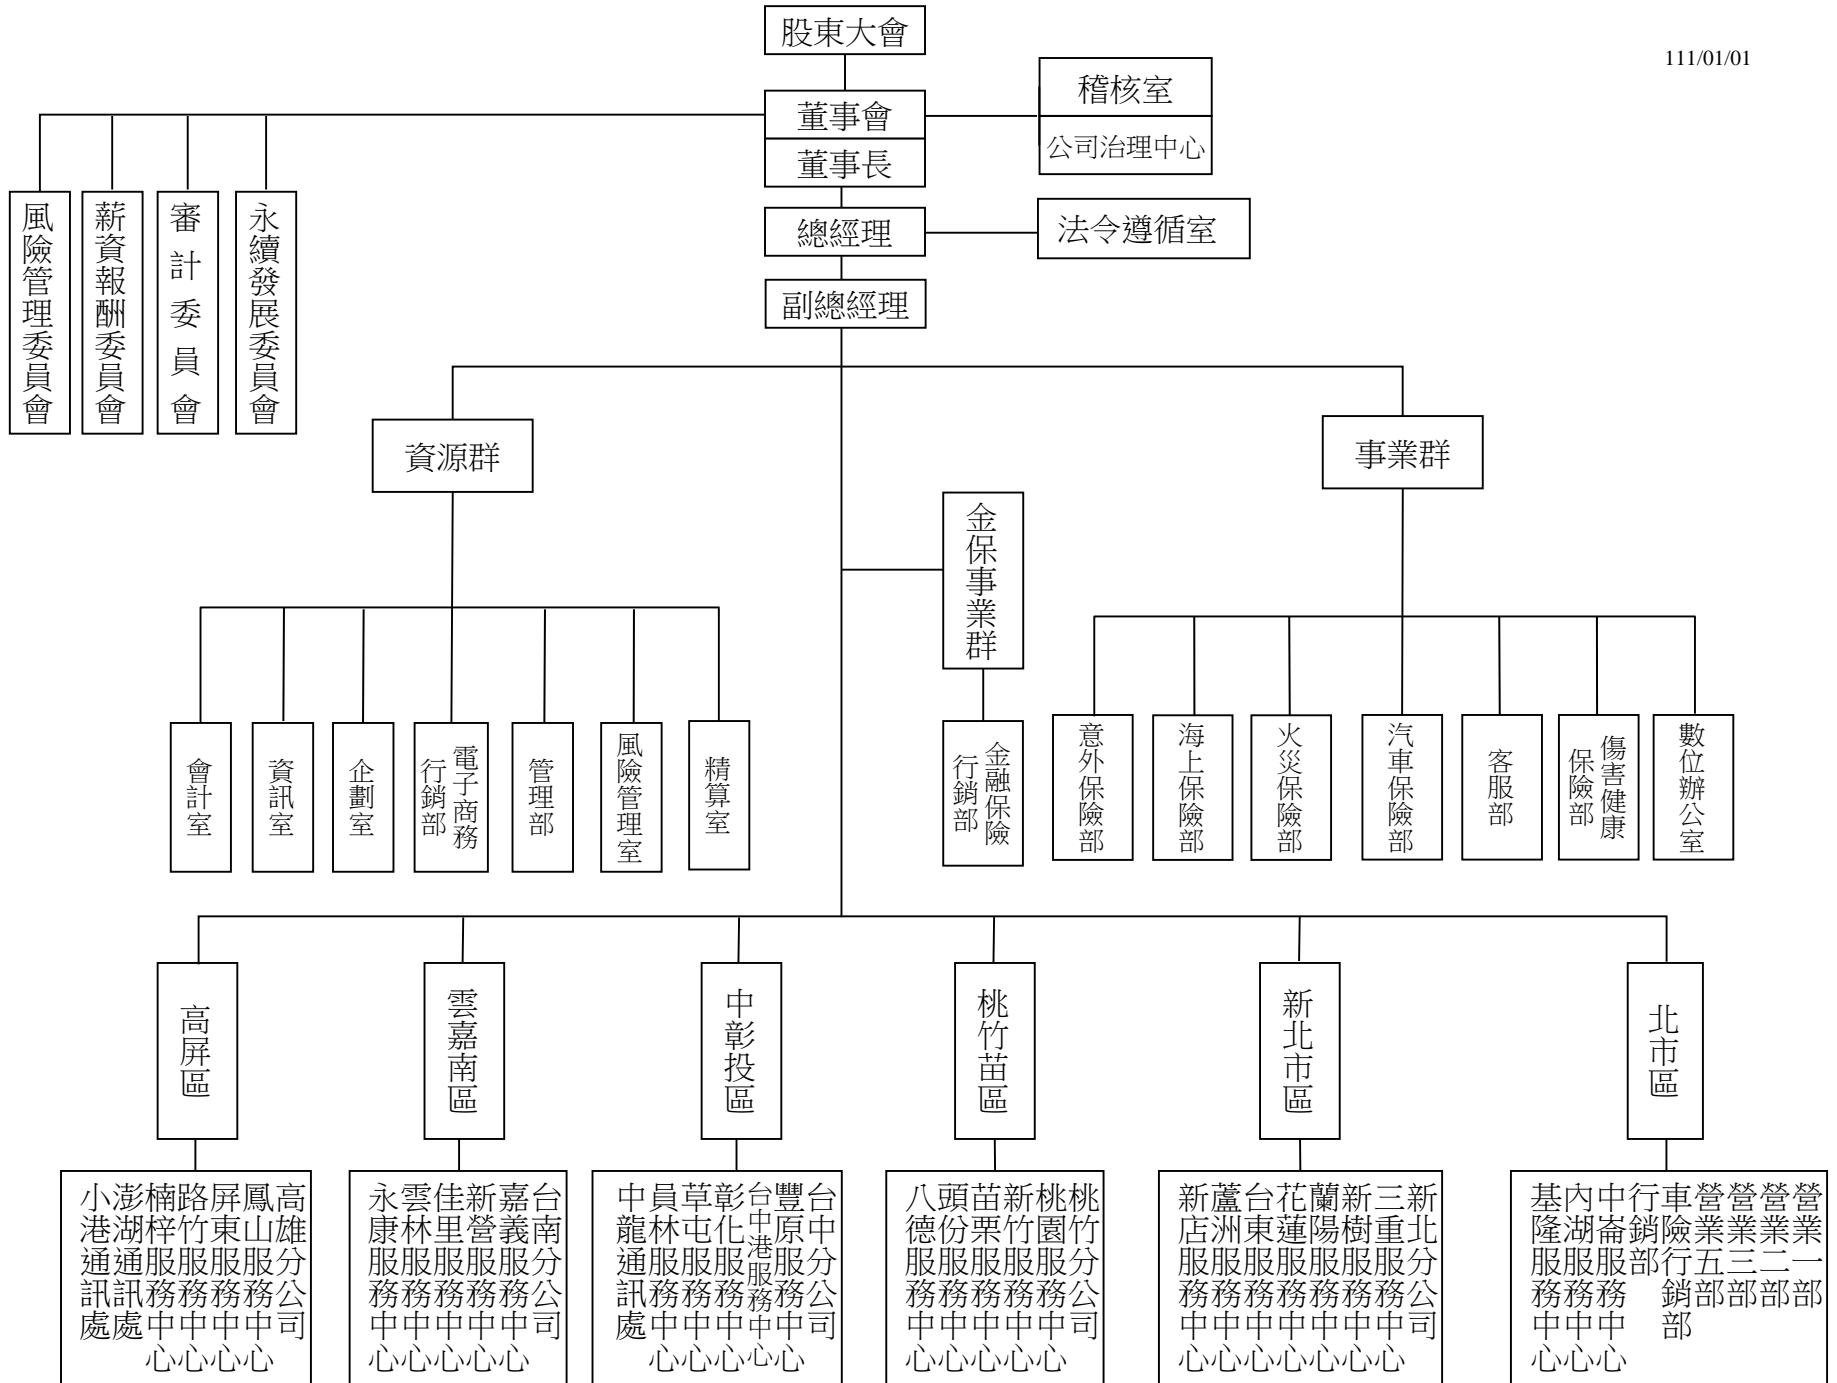 股東大會
111/01/01
稽核室
公司治理中心
董事會
董事長
總經理
法令遵循室
副總經理
風險管理委員會
薪資報酬委員會
審計委員會
永續發展委員會
資源群
事業群
金保事業群
會計室
資訊室
企劃室
電子商務
行銷部
管理部
風險管理室
精算室
金融保險
行銷部
意外保險部
海上保險部
火災保險部
汽車保險部
客服部
傷害健康
保險部
數位辦公室
高屏區
雲嘉南區
中彰投區
桃竹苗區
新北市區
北市區
高雄分公司
鳳山服務中心
屏東服務中心
路竹服務中心
楠梓服務中心
澎湖通訊處
小港通訊處
台南分公司
嘉義服務中心
新營服務中心
佳里服務中心
雲林服務中心
永康服務中心
台中分公司
豐原服務中心
台中港服務中心
彰化服務中心
草屯服務中心
員林服務中心
中龍通訊處
桃竹分公司
桃園服務中心
新竹服務中心
苗栗服務中心
頭份服務中心
八德服務中心
新北分公司
三重服務中心
新樹服務中心
蘭陽服務中心
花蓮服務中心
台東服務中心
蘆洲服務中心
新店服務中心
營業一部
營業二部
營業三部
營業五部
車險行銷部
行銷部
中崙服務中心
內湖服務中心
基隆服務中心